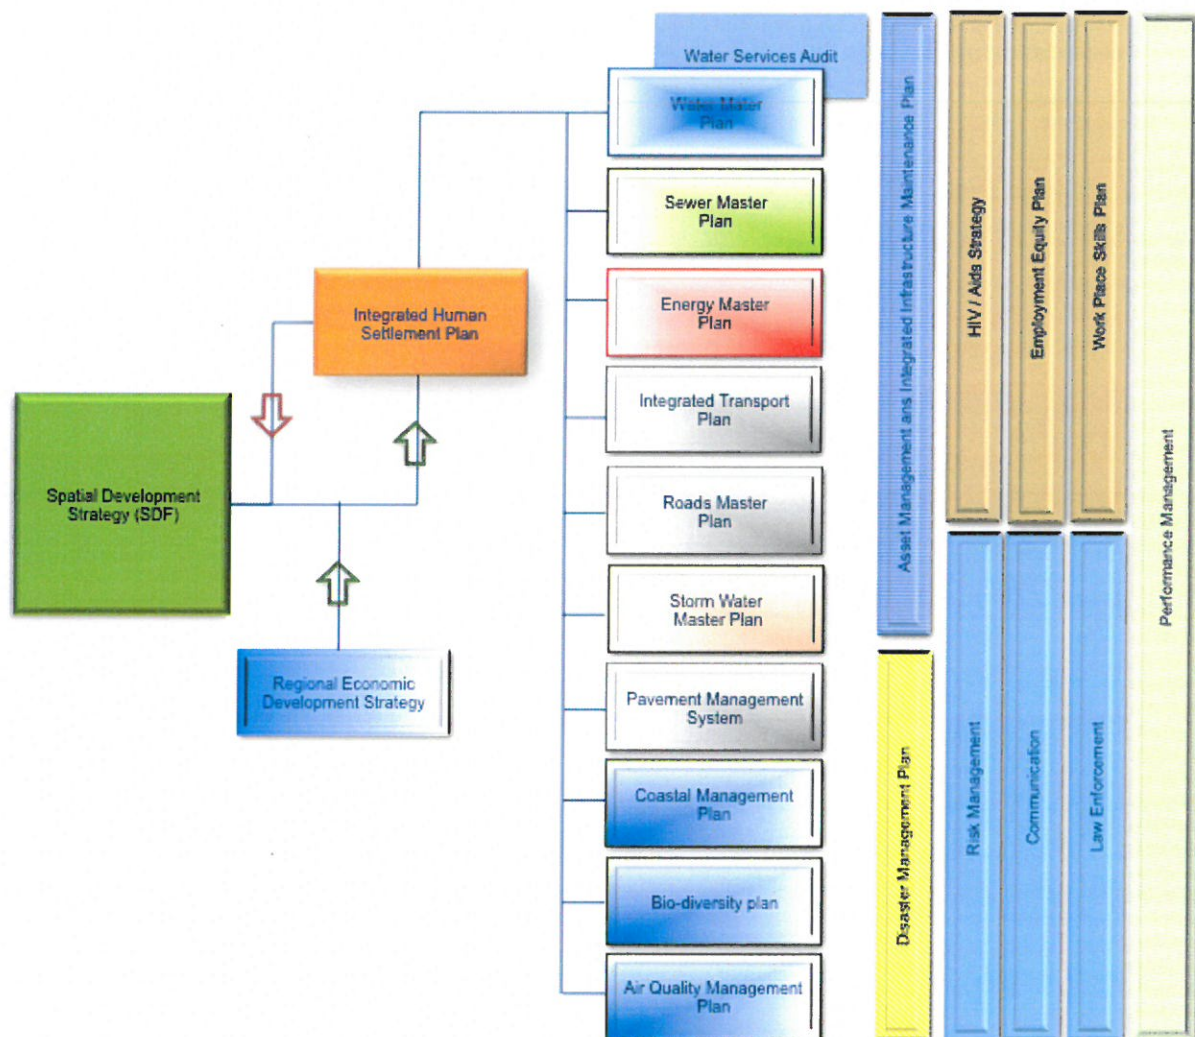 Water Services Audit
Water Mater
Plan
Sewer Master
Plan
Energy Master
Plan
Integrated Transport
Plan
Roads Master
Plan
Storm Water
Master Plan
Pavement Management
System
Coastal Management
Plan
Bio-diversity plan
Air Quality Management
Plan
Integrated Human
Settlement Plan
Spatial Development
Strategy (SDF)
Regional Economic
Development Strategy
Asset Management ans Integrated Infrastructure Maintenance Plan
Disaster Management Plan
HIV / Aids Strategy
Employment Equity Plan
Work Place Skills Plan
Risk Management
Communication
Law Enforcement
Performance Management